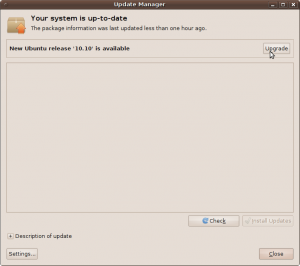 Update Manager
Your system is up-to-date
The package information was last updated less than one hour ago.
New Ubuntu release '10.10' is available
Upgrade
Check
Install Updates
Description of update
Settings...
Close